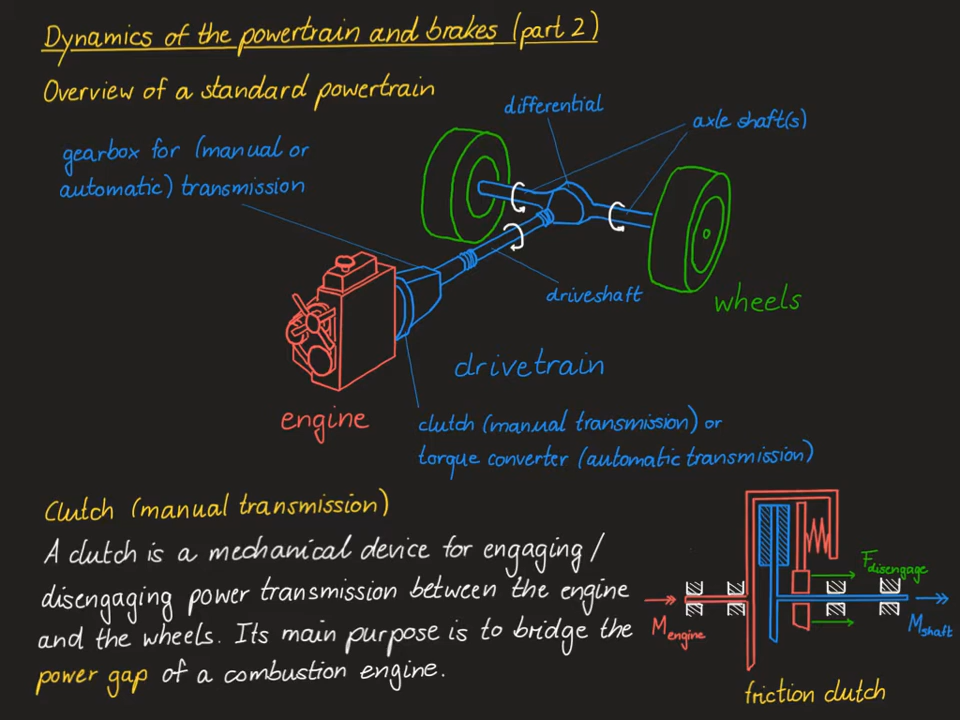 Dynamics of the powertrain and brakes (part 2)
Overview of a standard powertrain
differential
axle shaft(s)
gearbox for (manual or
automatic) transmission
driveshaft
wheels
drivetrain
engine
clutch (manual transmission) or
torque converter (automatic transmission)
Clutch (manual transmission)
A clutch is a mechanical device for engaging/
disengaging power transmission between the engine
and the wheels. Its main purpose is to bridge the
power gap of a combustion engine.
Fdisengage
Mengine
Mshaft
friction clutch